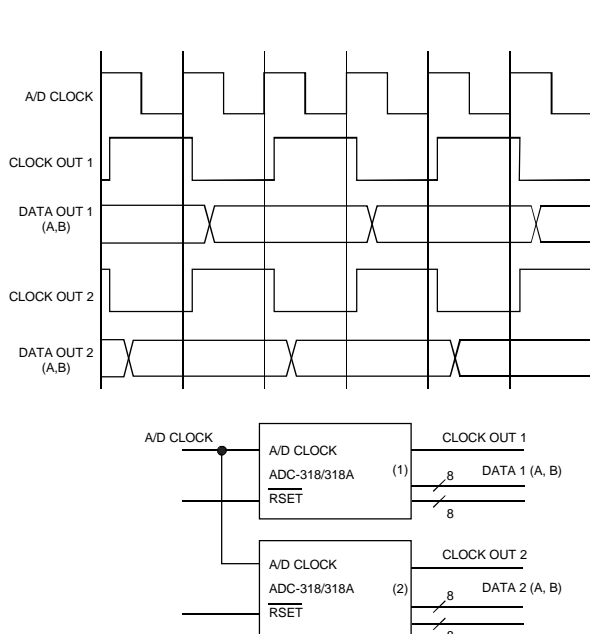 A/D CLOCK
CLOCK OUT 1
DATA OUT 1
(A,B)
CLOCK OUT 2
DATA OUT 2
(A,B)
A/D CLOCK
A/D CLOCK
ADC-318/318A
RSET
(1)
CLOCK OUT 1
8
DATA 1 (A, B)
8
A/D CLOCK
ADC-318/318A
RSET
(2)
CLOCK OUT 2
8
DATA 2 (A, B)
8